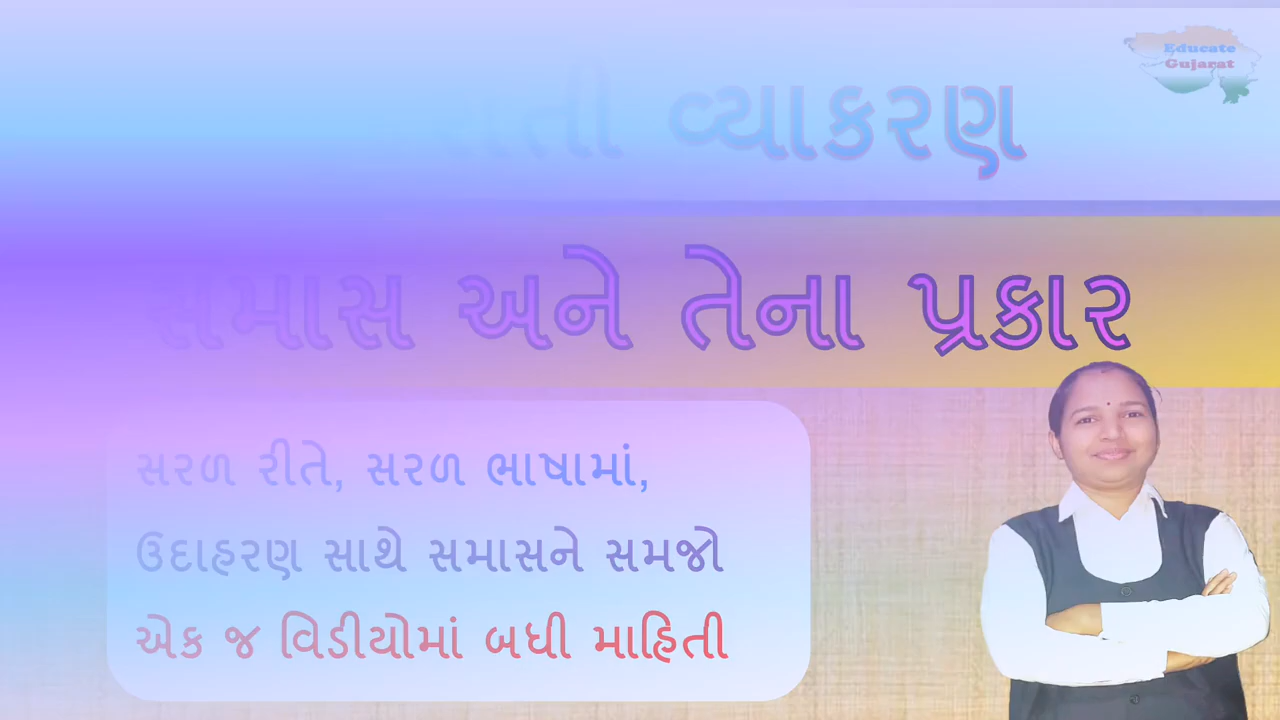 Educate
Gujarat
વ્યાકરણ
સમાસ અને તેના પ્રકાર
સરળ રીતે, સરળ ભાષામાં,
ઉદાહરણ સાથે સમાસને સમજો
એક જ વિડીયોમાં બધી માહિતી